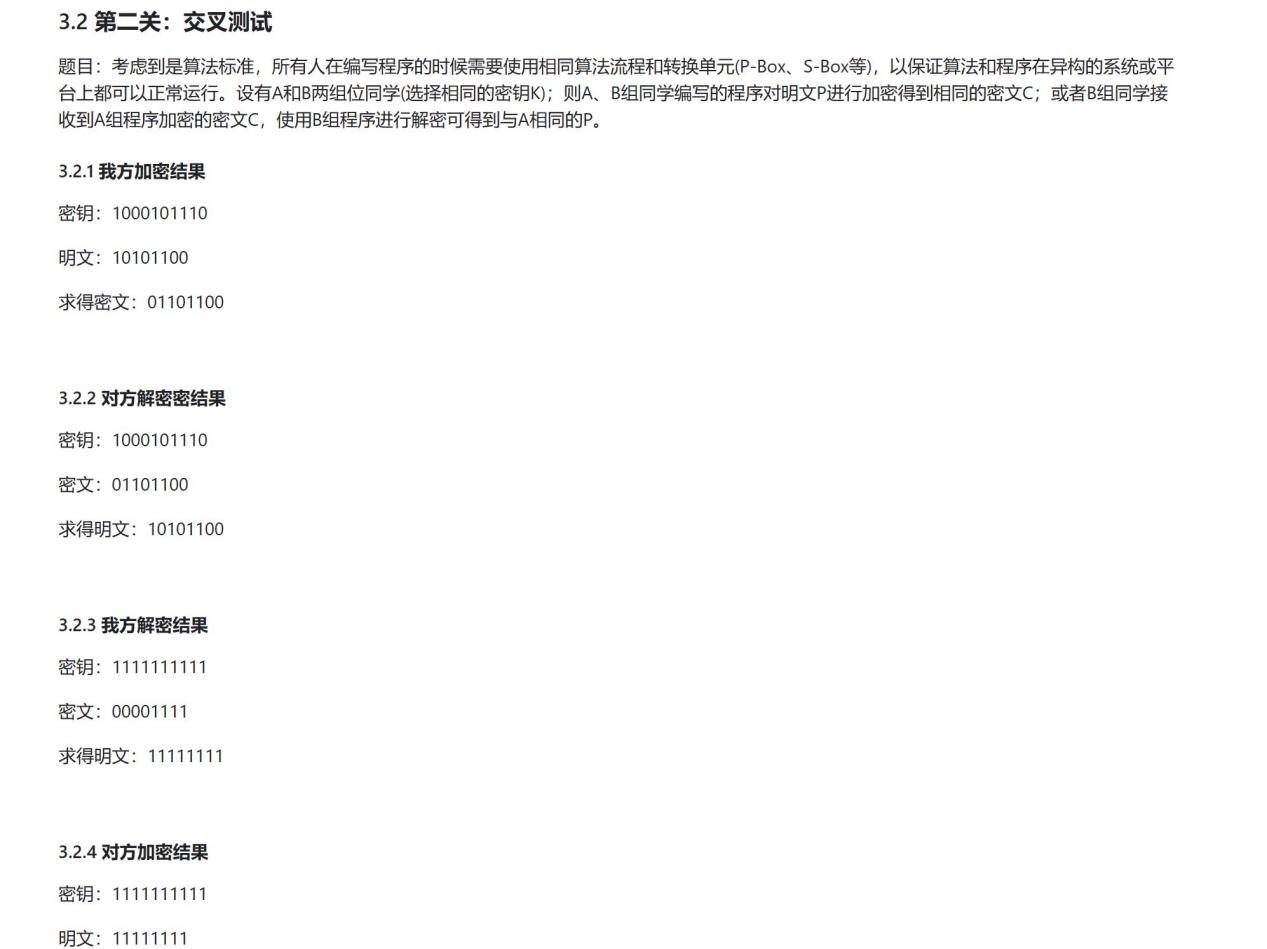 3.2 第二关：交叉测试
题目：考虑到是算法标准，所有人在编写程序的时候需要使用相同算法流程和转换单元(P-Box、S-Box等)，以保证算法和程序在异构的系统或平
台上都可以正常运行。设有A和B两组位同学(选择相同的密钥K)；则A、B组同学编写的程序对明文P进行加密得到相同的密文C；或者B组同学接
收到A组程序加密的密文C，使用B组程序进行解密可得到与A相同的P。
3.2.1 我方加密结果
密钥：1000101110
明文：10101100
求得密文：01101100
3.2.2 对方解密密结果
密钥：1000101110
密文：01101100
求得明文：10101100
3.2.3 我方解密结果
密钥：1111111111
密文：00001111
求得明文：11111111
3.2.4 对方加密结果
密钥：1111111111
明文：11111111